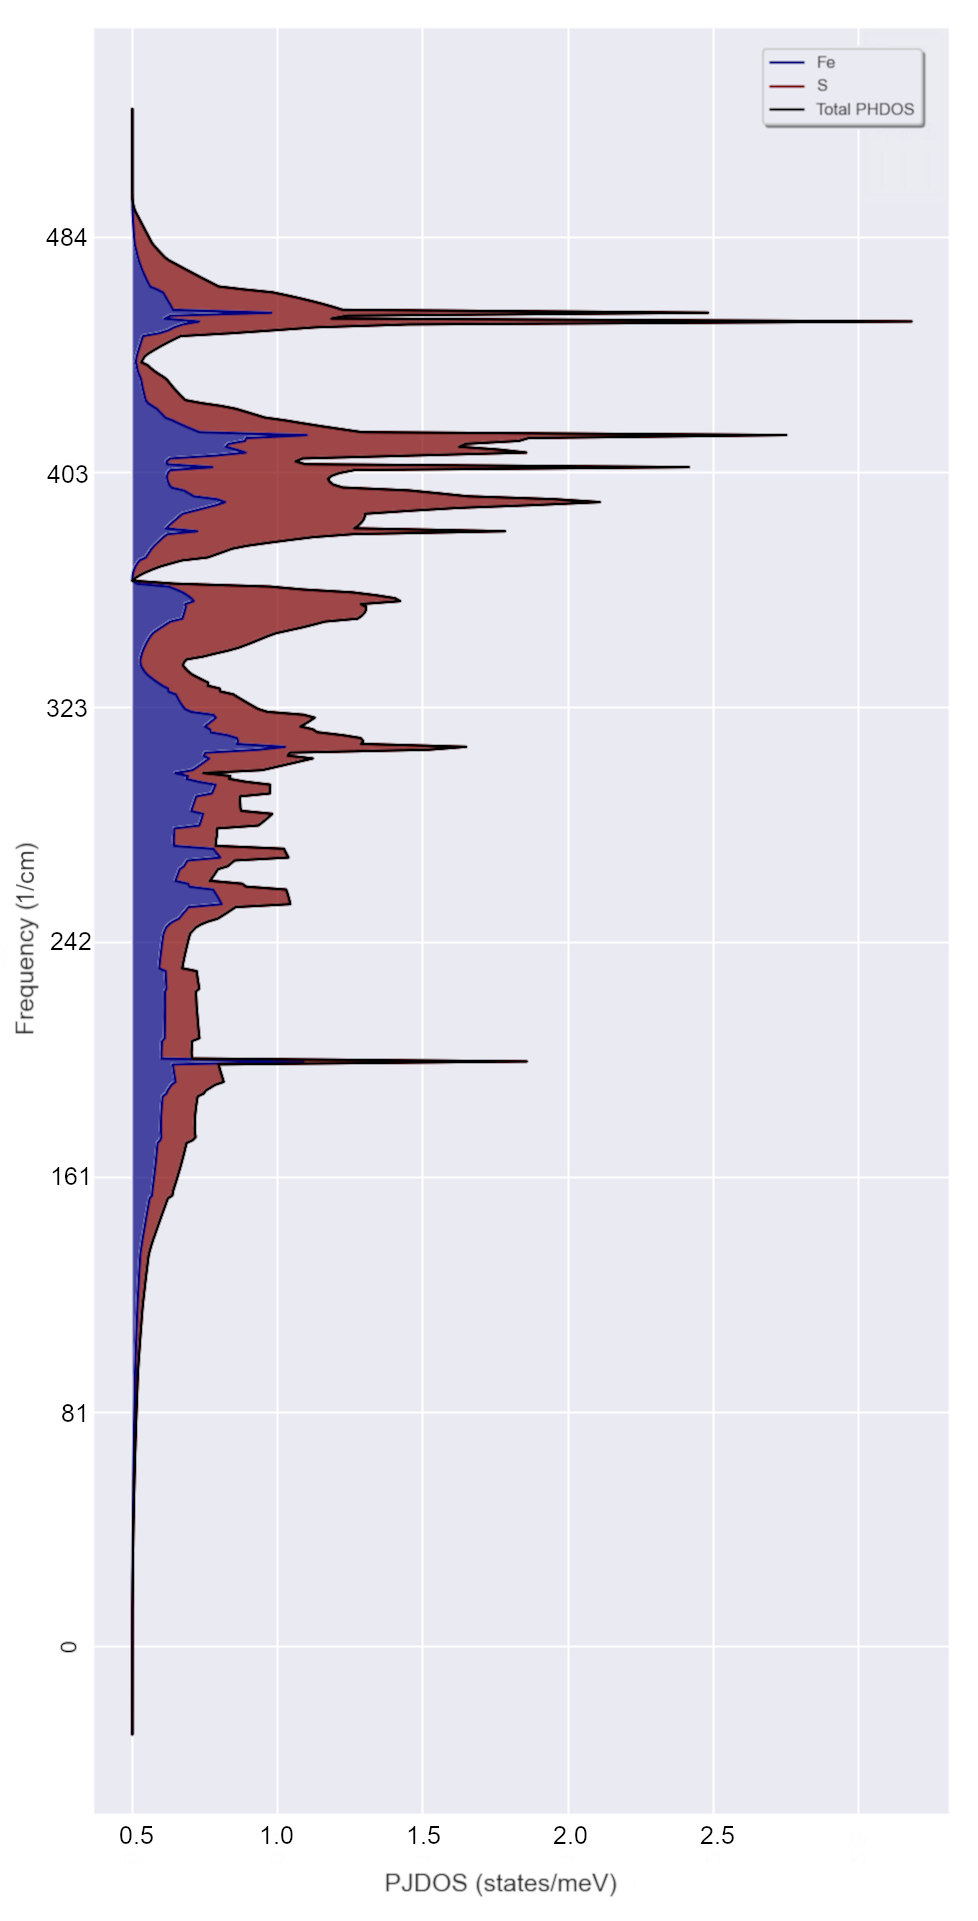 Fe
S
Total PHDOS
484
403
323
242
161
81
0
Frequency (1/cm)
0.5 1.0 1.5 2.0 2.5
PJDOS (states/meV)